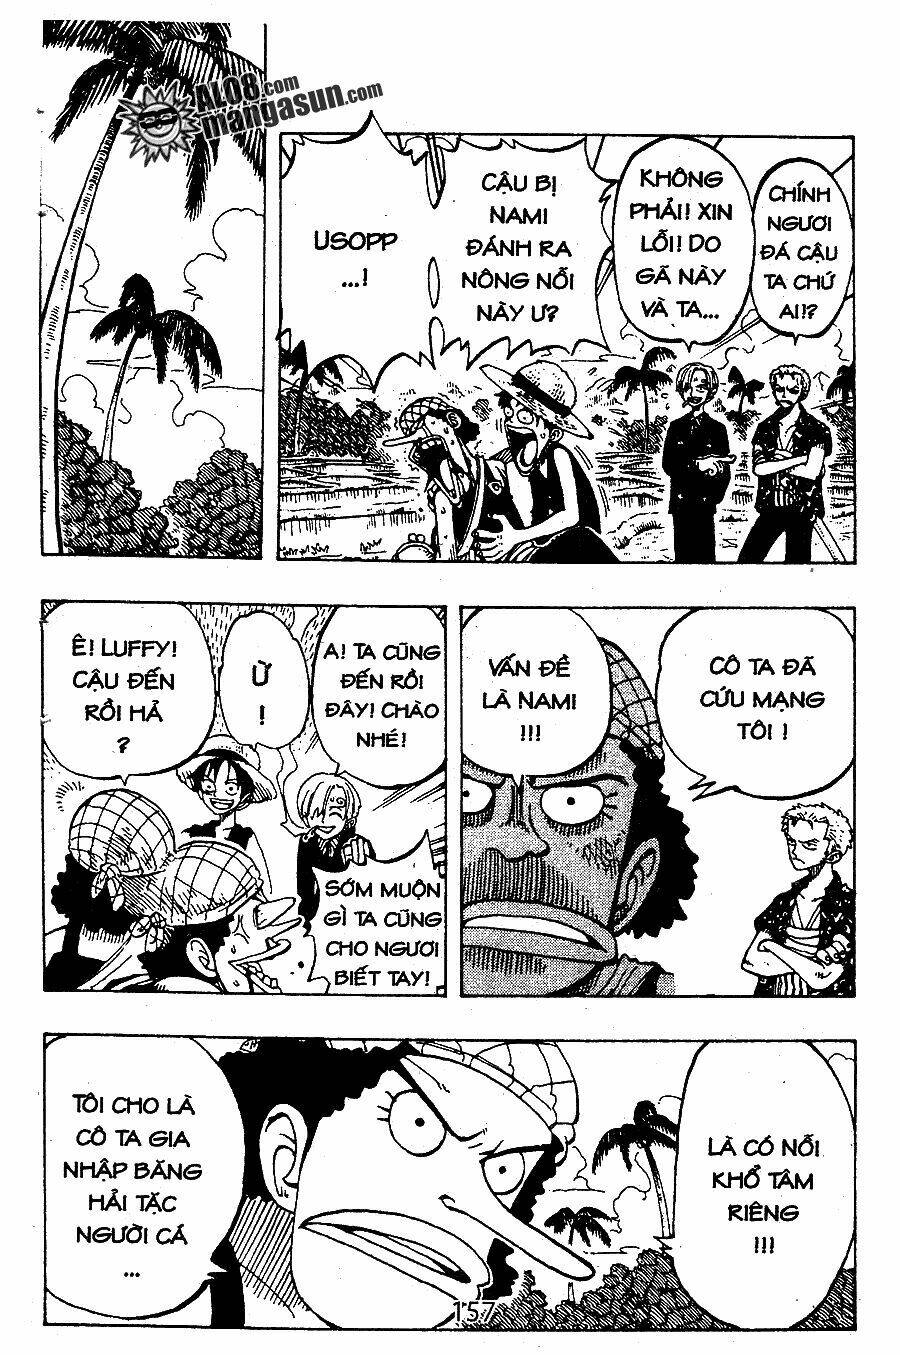 AL08.com
mangasun.com
CHÍNH
NGƯƠI
ĐÁ CẬU
TA CHỨ
AI!?
KHÔNG
PHẢI! XIN
LỖI! DO
GÃ NÀY
VÀ TA...
CẬU BỊ
NAMI
ĐÁNH RA
NÔNG NỖI
NÀY Ư?
USOPP
...!
CÔ TA ĐÃ
CỨU MẠNG
TÔI !
VẤN ĐỀ
LÀ NAMI
!!!
A! TA CŨNG
ĐẾN RỒI
ĐÂY! CHÀO
NHÉ!
Ừ
!
Ê! LUFFY!
CẬU ĐẾN
RỒI HẢ
?
SỚM MUỘN
GÌ TA CŨNG
CHO NGƯƠI
BIẾT TAY!
LÀ CÓ NỖI
KHỔ TÂM
RIÊNG
!!!
TÔI CHO LÀ
CÔ TA GIA
NHẬP BĂNG
HẢI TẶC
NGƯỜI CÁ
...
157